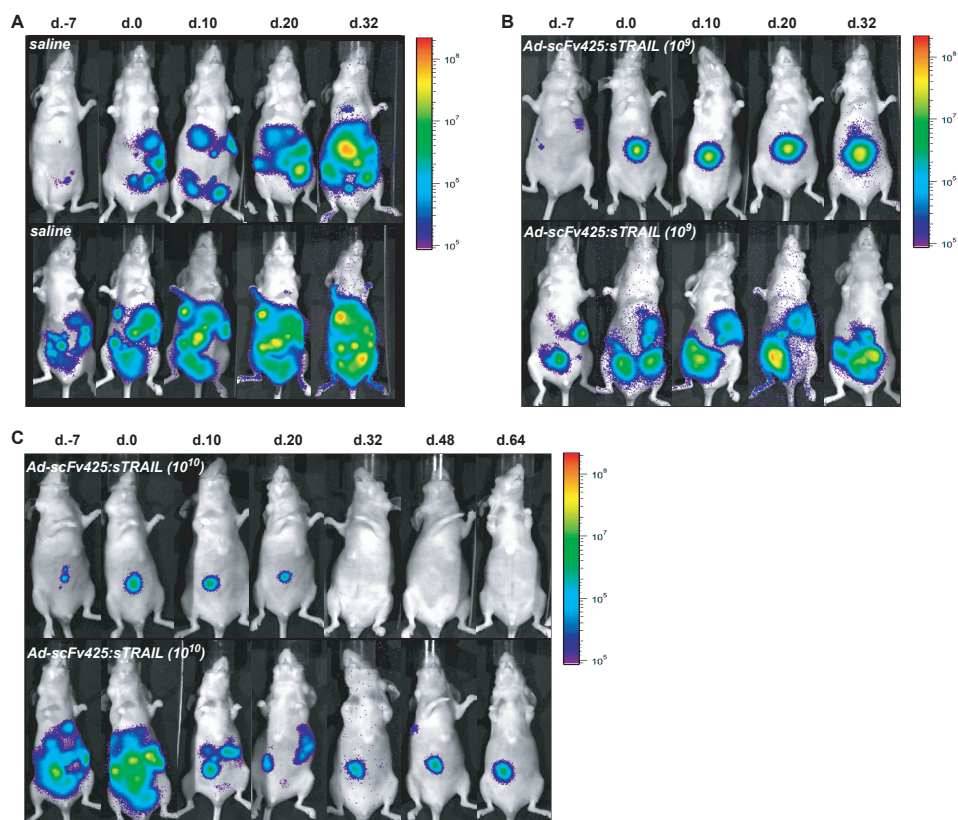 A
d.-7 d.0 d.10 d.20 d.32
saline
10⁸
10⁷
10⁵
10⁵
saline
B
d.-7 d.0 d.10 d.20 d.32
Ad-scFv425:sTRAIL (10⁹)
10⁸
10⁷
10⁵
10⁵
Ad-scFv425:sTRAIL (10⁹)
C
d.-7 d.0 d.10 d.20 d.32 d.48 d.64
Ad-scFv425:sTRAIL (10¹⁰)
10⁸
10⁷
10⁵
10⁵
Ad-scFv425:sTRAIL (10¹⁰)